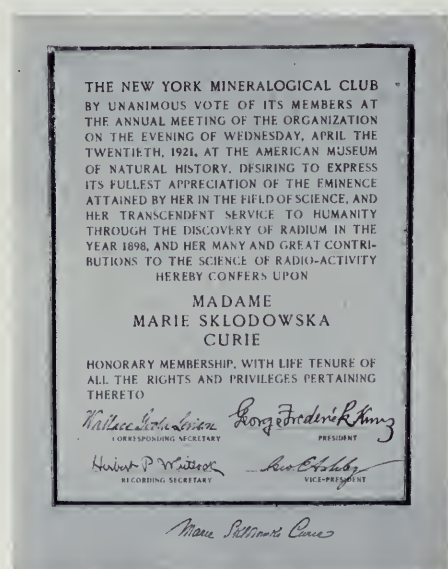 THE NEW YORK MINERALOGICAL CLUB
BY UNANIMOUS VOTE OF ITS MEMBERS AT
THE ANNUAL MEETING OF THE ORGANIZATION
ON THE EVENING OF WEDNESDAY, APRIL THE
TWENTIETH, 1921, AT THE AMERICAN MUSEUM
OF NATURAL HISTORY, DESIRING TO EXPRESS
ITS FULLEST APPRECIATION OF THE EMINENCE
ATTAINED BY HER IN THE FIELD OF SCIENCE, AND
HER TRANSCENDENT SERVICE TO HUMANITY
THROUGH THE DISCOVERY OF RADIUM IN THE
YEAR 1898, AND HER MANY AND GREAT CONTRI-
BUTIONS TO THE SCIENCE OF RADIO-ACTIVITY
HEREBY CONFERS UPON
MADAME
MARIE SKLODOWSKA
CURIE
HONORARY MEMBERSHIP, WITH LIFE TENURE OF
ALL THE RIGHTS AND PRIVILEGES PERTAINING
THERETO
Wallace Goold Levison George Frederick Kunz
CORRESPONDING SECRETARY PRESIDENT
Herbert P Whitlock Geo E Ashby
RECORDING SECRETARY VICE-PRESIDENT
Marie Sklodowska Curie